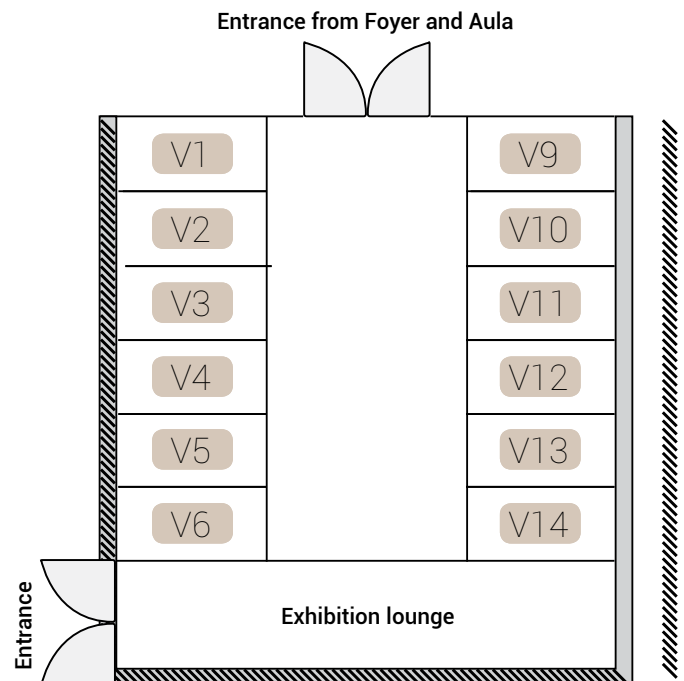 Entrance from Foyer and Aula
V1
V9
V2
V10
V3
V11
V4
V12
V5
V13
V6
V14
Exhibition lounge
Entrance